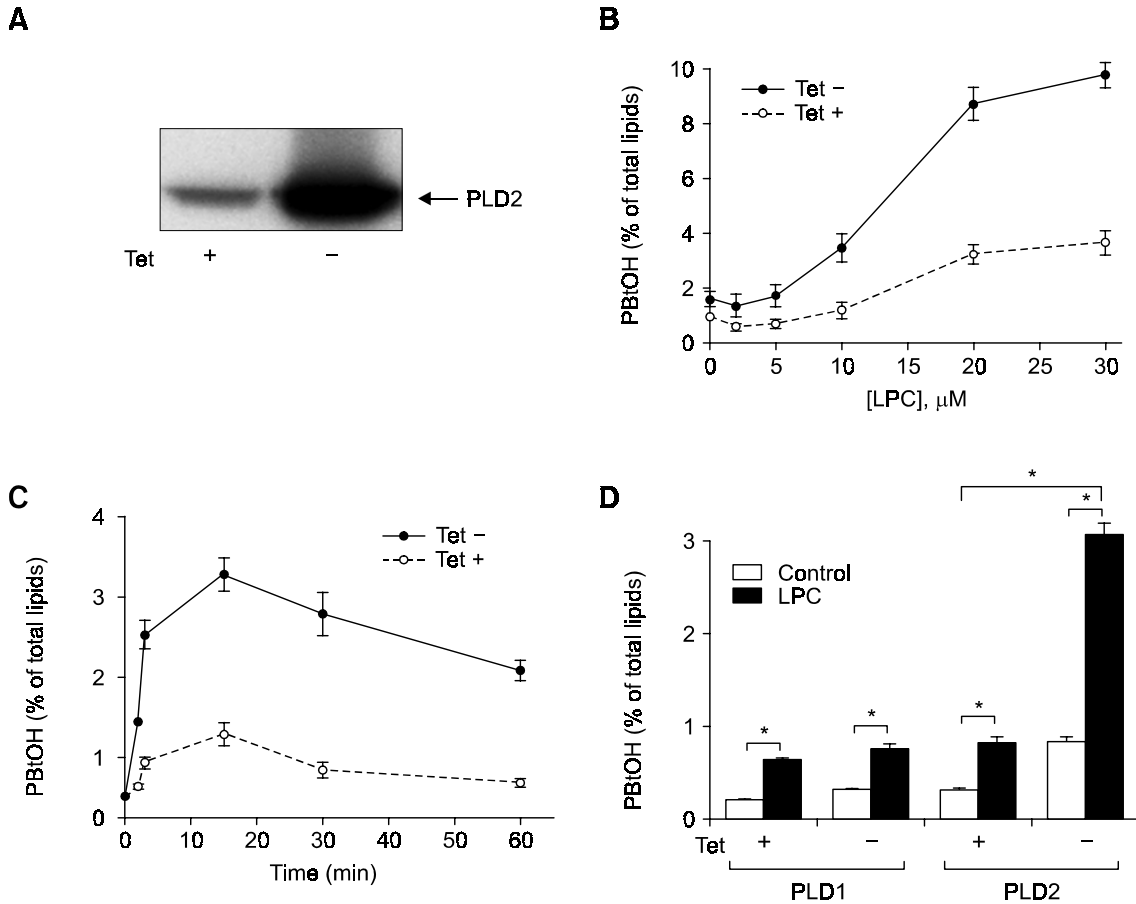 A
PLD2
Tet + −
B
Tet −
Tet +
PBtOH (% of total lipids)
10
8
6
4
2
0
0 5 10 15 20 25 30
[LPC], μM
C
Tet −
Tet +
PBtOH (% of total lipids)
4
3
2
1
0
0 10 20 30 40 50 60
Time (min)
D
* *
* * *
Control
LPC
PBtOH (% of total lipids)
3
2
1
0
Tet + − + −
PLD1 PLD2